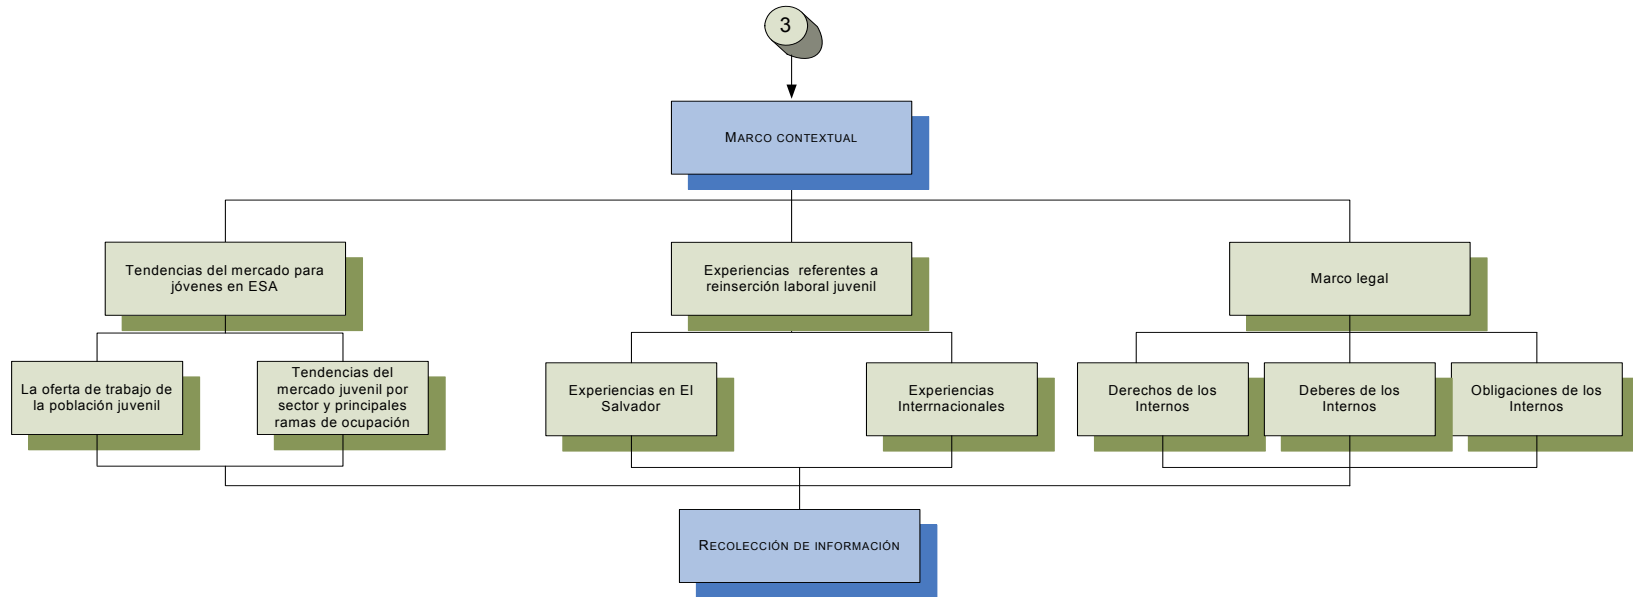 3
MARCO CONTEXTUAL
Tendencias del mercado para
jóvenes en ESA
Experiencias referentes a
reinserción laboral juvenil
Marco legal
La oferta de trabajo de
la población juvenil
Tendencias del
mercado juvenil por
sector y principales
ramas de ocupación
Experiencias en El
Salvador
Experiencias
Internnacionales
Derechos de los
Internos
Deberes de los
Internos
Obligaciones de los
Internos
RECOLECCIÓN DE INFORMACIÓN